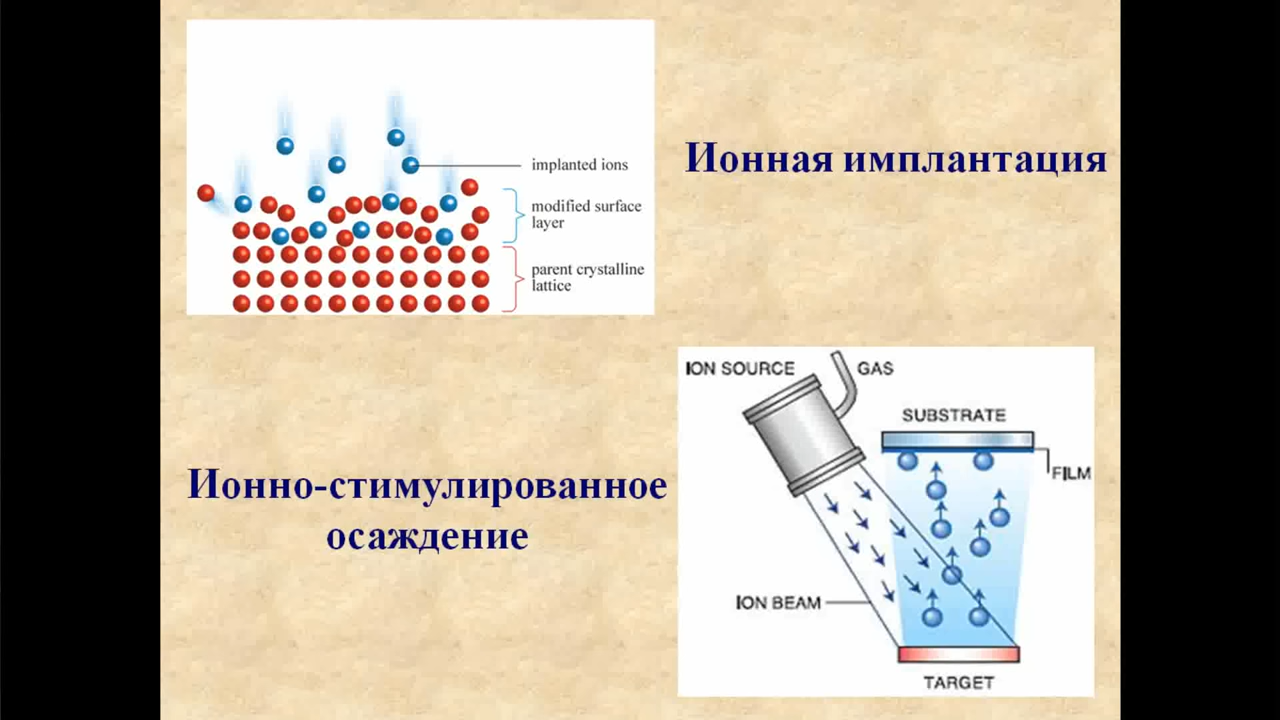 implanted ions
modified surface
layer
parent crystalline
lattice
Ионная имплантация
Ионно-стимулированное
осаждение
ION SOURCE
GAS
SUBSTRATE
FILM
ION BEAM
TARGET